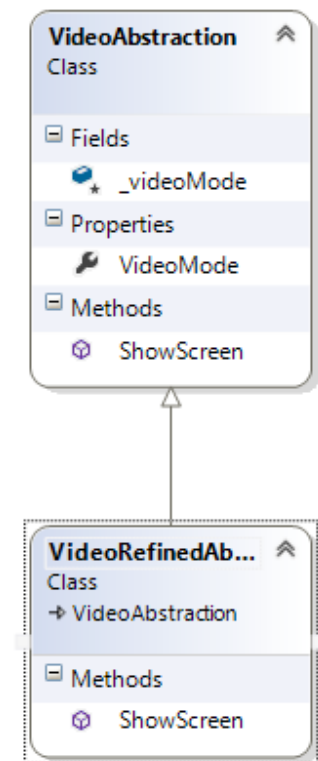 VideoAbstraction
Class
Fields
_videoMode
Properties
VideoMode
Methods
ShowScreen
VideoRefinedAb...
Class
VideoAbstraction
Methods
ShowScreen